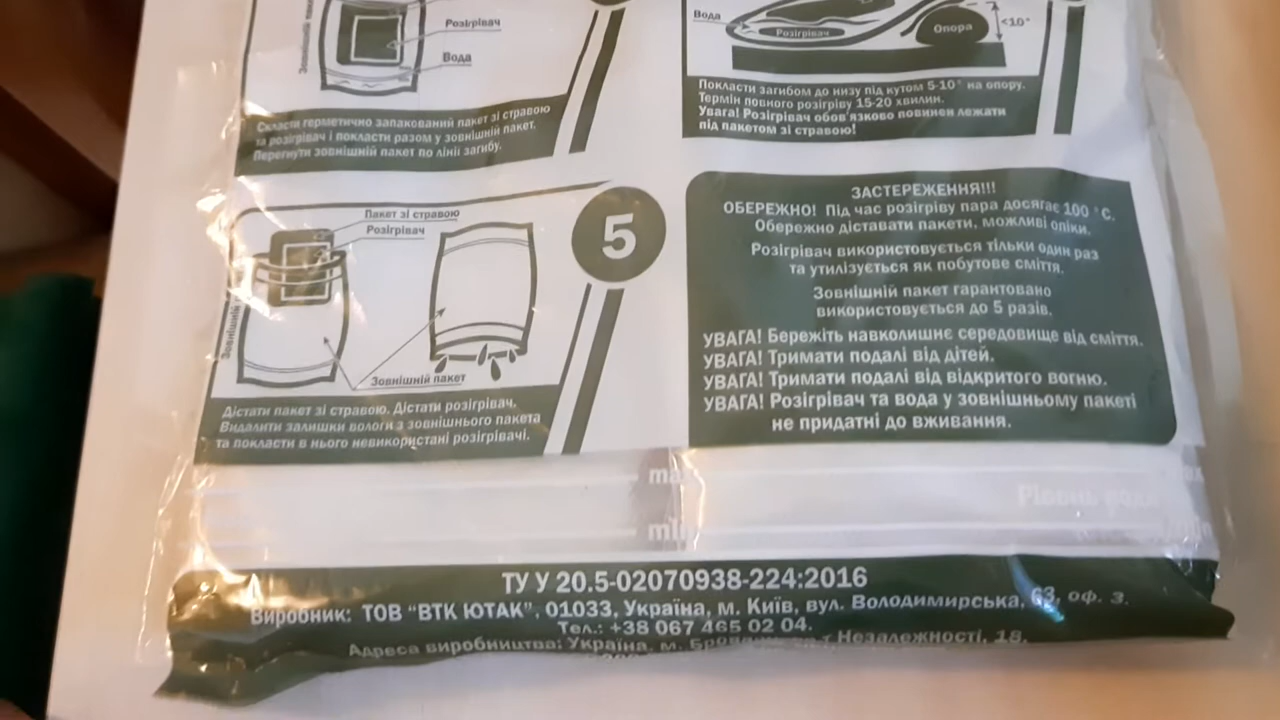 Розігрівач
Вода
Скласти герметично запакований пакет зі стравою
та розігрівач і покласти разом у зовнішній пакет.
Перегнути зовнішній пакет по лінії загибу.
Вода
Розігрівач
Опора
<10°
Покласти загибом до низу під кутом 5-10° на опору.
Термін повного розігріву 15-20 хвилин.
Увага! Розігрівач обов'язково повинен лежати
під пакетом зі стравою!
5
Пакет зі стравою
Розігрівач
Зовнішній
Зовнішній пакет
Дістати пакет зі стравою. Дістати розігрівач.
Видалити залишки вологи з зовнішнього пакета
та покласти в нього невикористані розігрівачі.
ЗАСТЕРЕЖЕННЯ!!!
ОБЕРЕЖНО! Під час розігріву пара досягає 100 °С.
Обережно діставати пакети, можливі опіки.
Розігрівач використовується тільки один раз
та утилізується як побутове сміття.
Зовнішній пакет гарантовано
використовується до 5 разів.
УВАГА! Бережіть навколишнє середовище від сміття.
УВАГА! Тримати подалі від дітей.
УВАГА! Тримати подалі від відкритого вогню.
УВАГА! Розігрівач та вода у зовнішньому пакеті
не придатні до вживання.
max
Рівень води
min
ТУ У 20.5-02070938-224:2016
Виробник: ТОВ "ВТК ЮТАК", 01033, Україна, м. Київ, вул. Володимирська, 63, оф. 3.
Тел.: +38 067 465 02 04.
Адреса виробництва: Україна, м. Незалежності, 18,